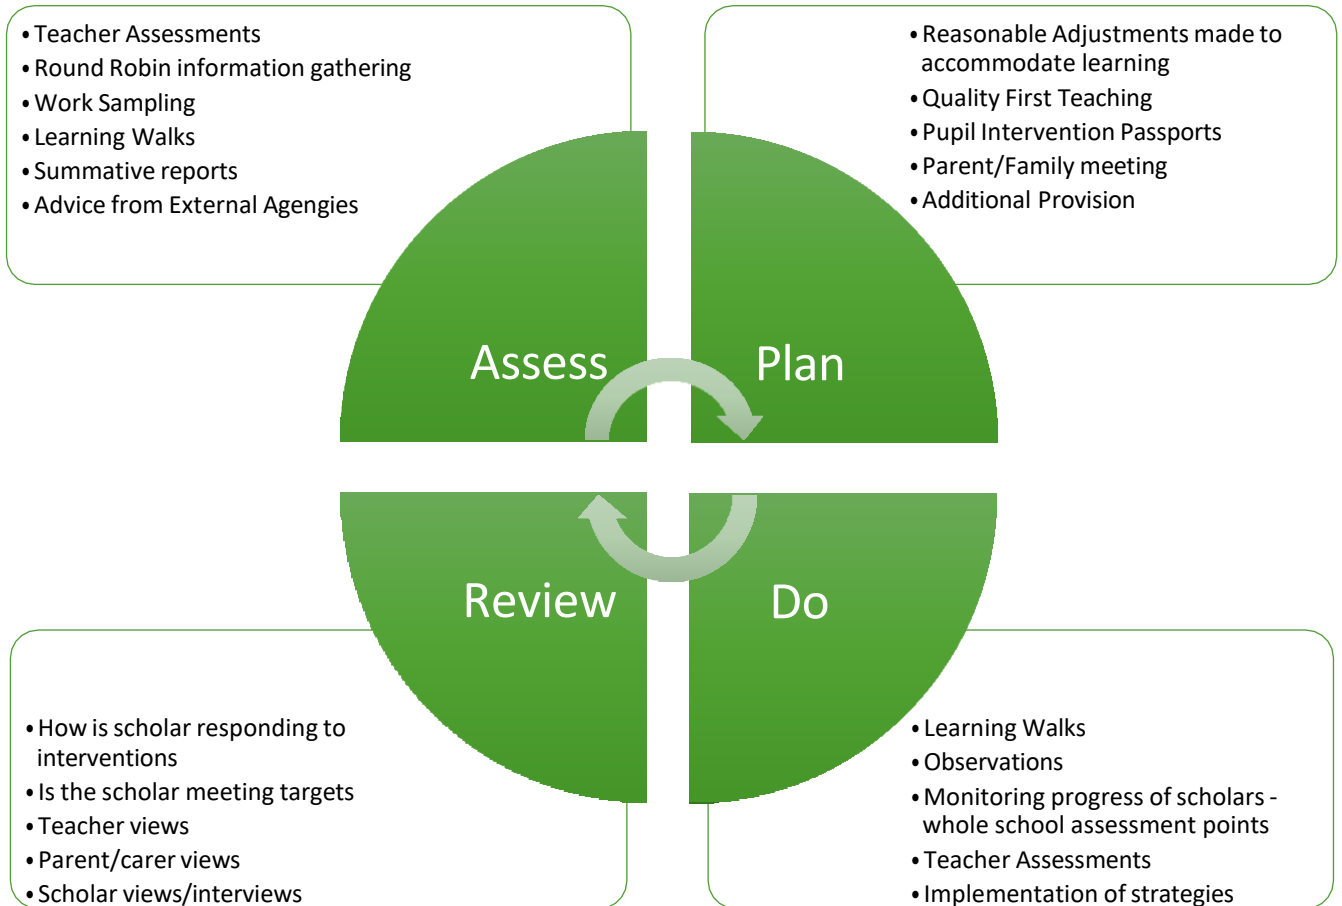 • Teacher Assessments
• Round Robin information gathering
• Work Sampling
• Learning Walks
• Summative reports
• Advice from External Agengies
• Reasonable Adjustments made to
accommodate learning
• Quality First Teaching
• Pupil Intervention Passports
• Parent/Family meeting
• Additional Provision
Assess
Plan
Review
Do
• How is scholar responding to
interventions
• Is the scholar meeting targets
• Teacher views
• Parent/carer views
• Scholar views/interviews
• Learning Walks
• Observations
• Monitoring progress of scholars -
whole school assessment points
• Teacher Assessments
• Implementation of strategies